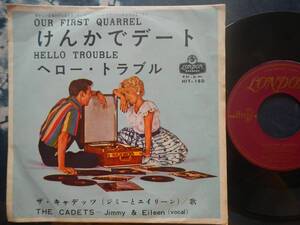 OUR FIRST QUARREL
けんかでデート
HELLO TROUBLE
ヘロー・トラブル
LONDON
HIT-180
ザ・キャデッツ (ジミーとエイリーン)/歌
THE CADETS - Jimmy & Eileen (vocal)
LONDON